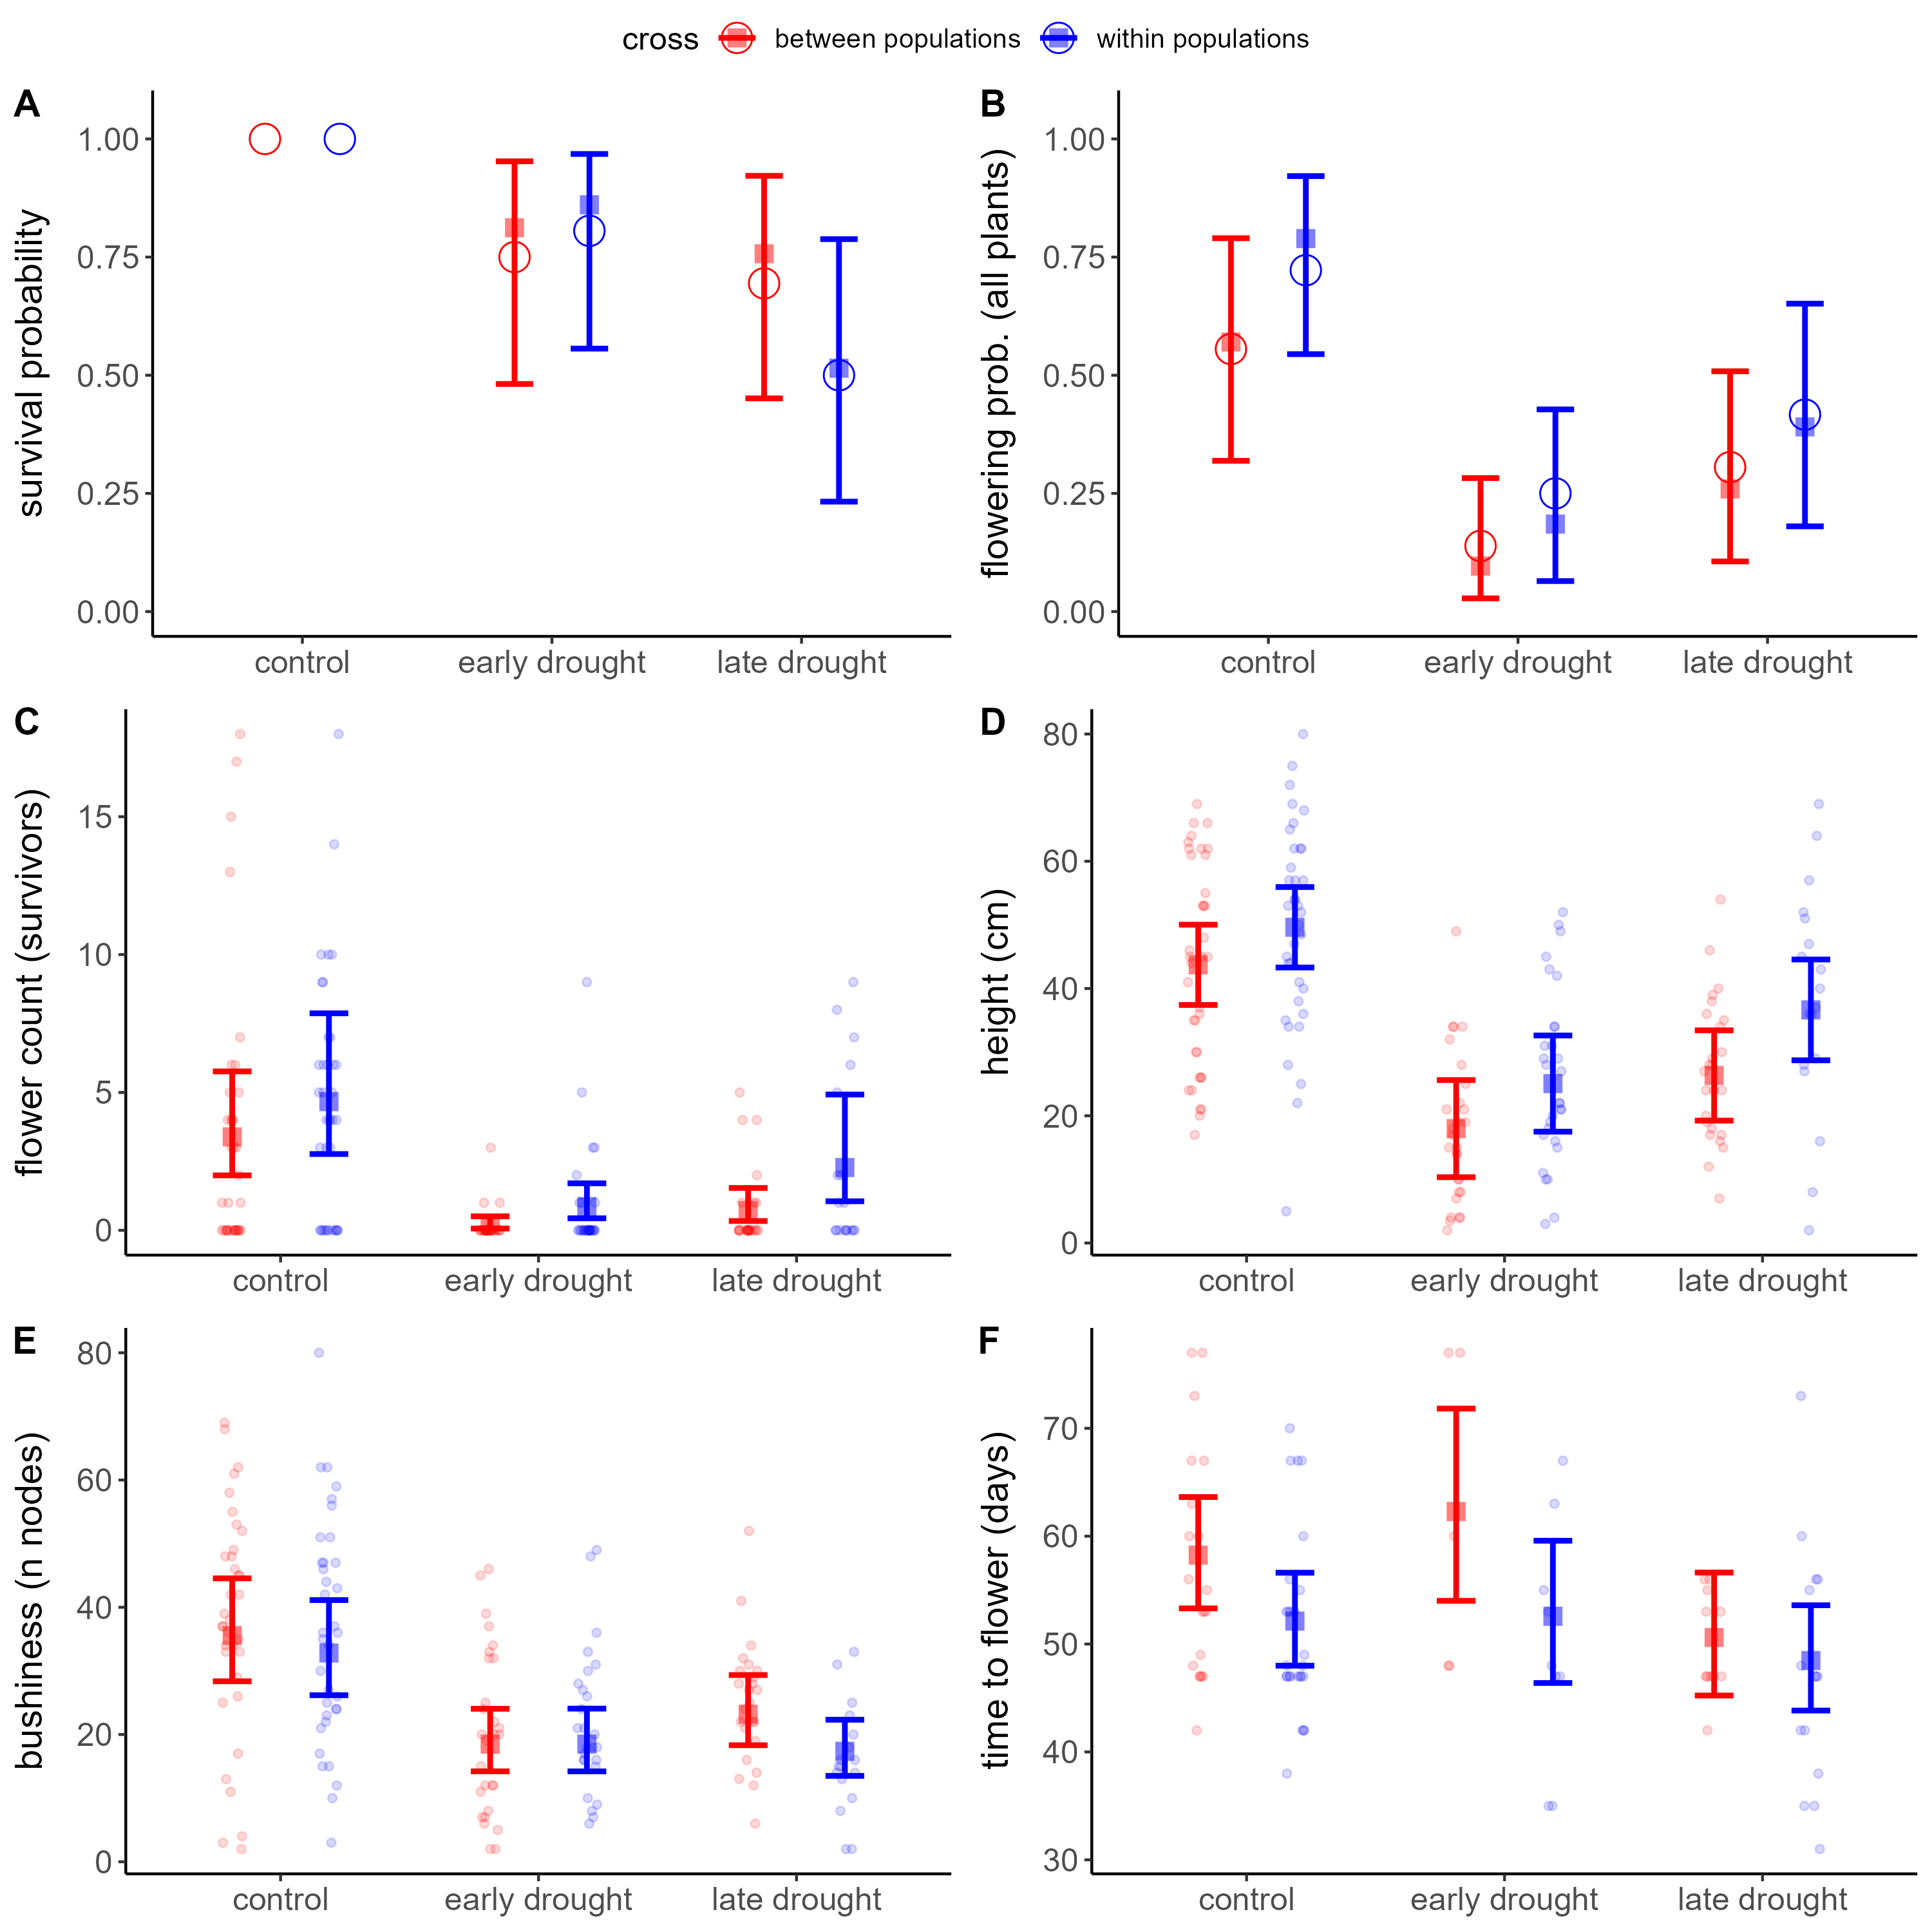 cross between populations within populations
A
survival probability
1.00
0.75
0.50
0.25
0.00
control early drought late drought
B
flowering prob. (all plants)
1.00
0.75
0.50
0.25
0.00
control early drought late drought
C
flower count (survivors)
15
10
5
0
control early drought late drought
D
height (cm)
80
60
40
20
0
control early drought late drought
E
bushiness (n nodes)
80
60
40
20
0
control early drought late drought
F
time to flower (days)
70
60
50
40
30
control early drought late drought